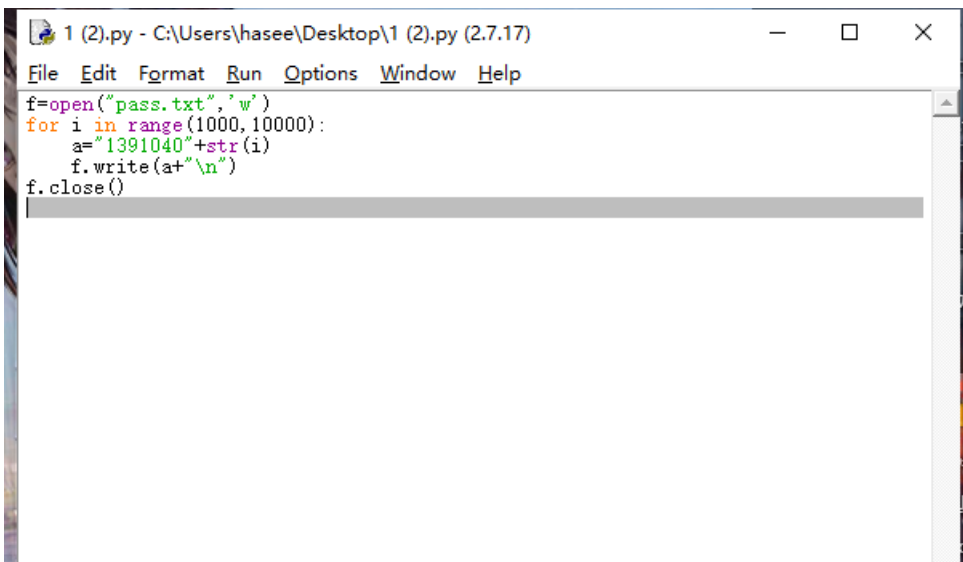 1 (2).py - C:\Users\hasee\Desktop\1 (2).py (2.7.17)
File Edit Format Run Options Window Help
f=open("pass.txt",'w')
for i in range(1000,10000):
    a="1391040"+str(i)
    f.write(a+"\n")
f.close()